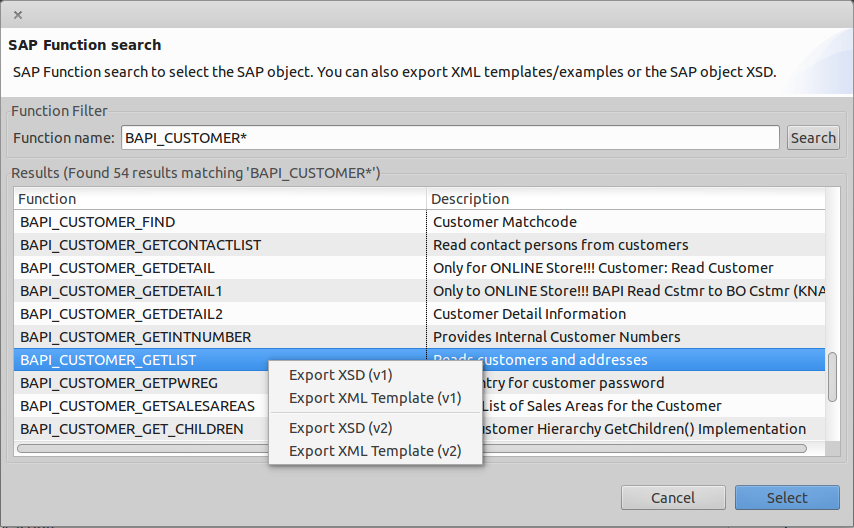 SAP Function search
SAP Function search to select the SAP object. You can also export XML templates/examples or the SAP object XSD.
Function Filter
Function name: BAPI_CUSTOMER* Search
Results (Found 54 results matching 'BAPI_CUSTOMER*')
Function Description
BAPI_CUSTOMER_FIND Customer Matchcode
BAPI_CUSTOMER_GETCONTACTLIST Read contact persons from customers
BAPI_CUSTOMER_GETDETAIL Only for ONLINE Store!!! Customer: Read Customer
BAPI_CUSTOMER_GETDETAIL1 Only to ONLINE Store!!! BAPI Read Cstmr to BO Cstmr (KNA
BAPI_CUSTOMER_GETDETAIL2 Customer Detail Information
BAPI_CUSTOMER_GETINTNUMBER Provides Internal Customer Numbers
BAPI_CUSTOMER_GETLIST Reads customers and addresses
BAPI_CUSTOMER_GETPWREG ntry for customer password
BAPI_CUSTOMER_GETSALESAREAS List of Sales Areas for the Customer
BAPI_CUSTOMER_GET_CHILDREN stomer Hierarchy GetChildren() Implementation
Export XSD (v1)
Export XML Template (v1)
Export XSD (v2)
Export XML Template (v2)
Cancel Select